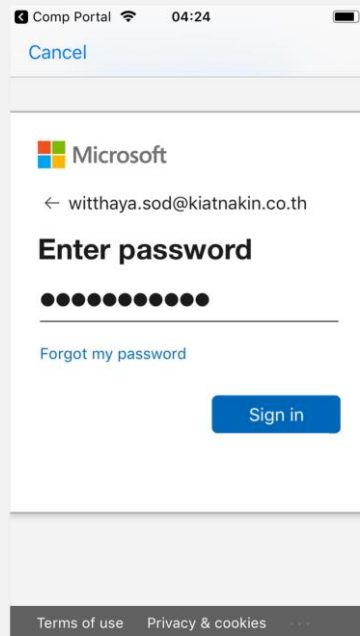 Comp Portal 04:24
Cancel
Microsoft
← witthaya.sod@kiatnakin.co.th
Enter password
●●●●●●●●●●●
Forgot my password
Sign in
Terms of use Privacy & cookies ...